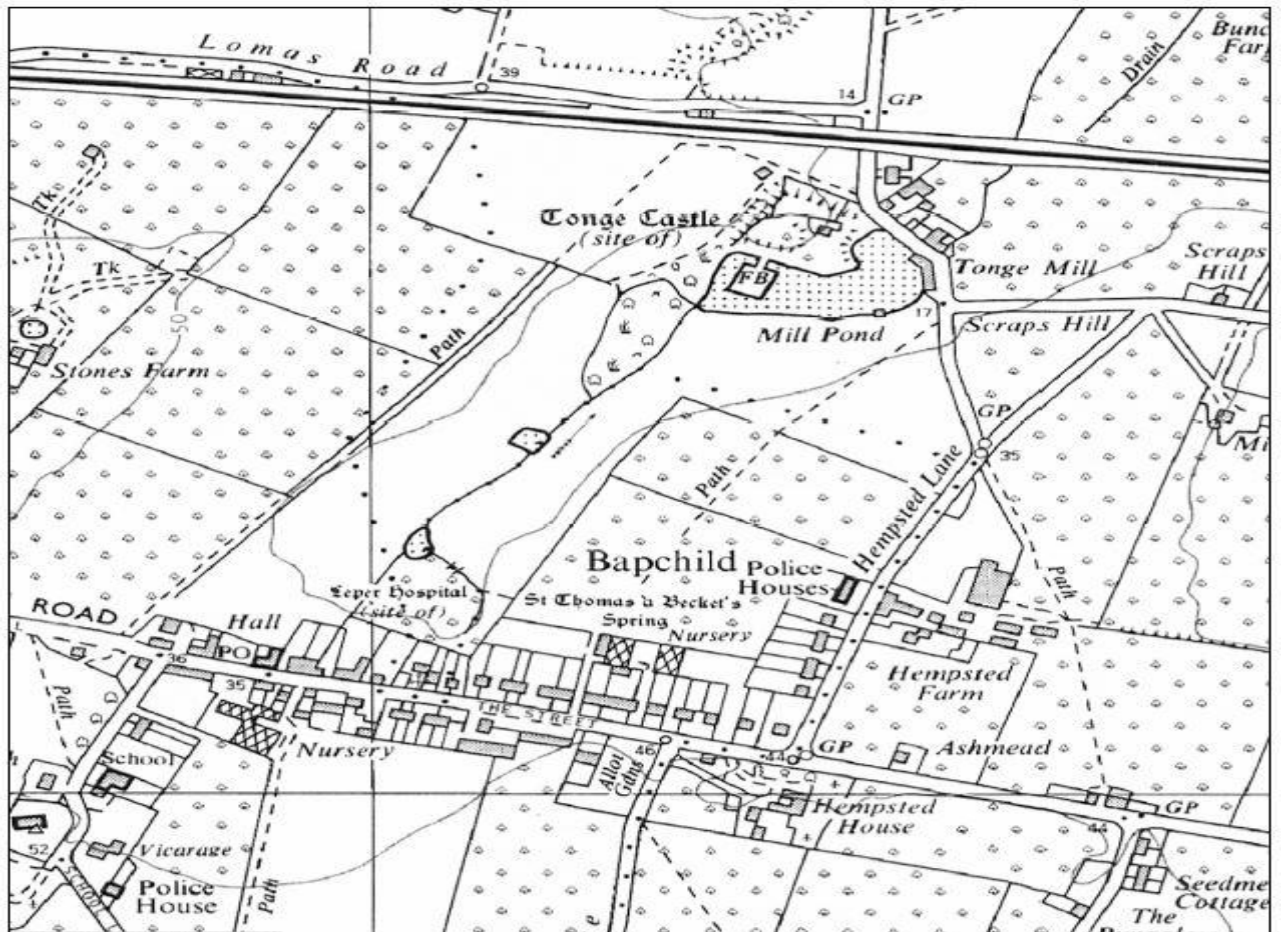 Lomas Road
39
14
GP
Drain
Bunc
Far
Tk
Tk
Tonge Castle
(site of)
FB
Tonge Mill
Scraps
Hill
Mill Pond
17
Scraps Hill
50
Path
Stones Farm
GP
35
Mi
Path
Hempsted Lane
Bapchild
Police
Houses
Path
Leper Hospital
(site of)
St Thomas à Becket's
Spring
Nursery
ROAD
Hall
PO
36
35
Hempsted
Farm
Path
THE STREET
Nursery
School
46
Allot
Gdns
44
GP
Ashmead
h
Hempsted
House
GP
44
52
Vicarage
SCHOOL
Police
House
Path
e
Seedme
Cottage
The